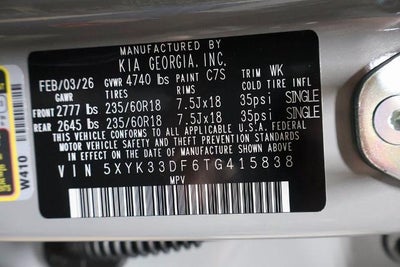 MANUFACTURED BY
KIA GEORGIA, INC.
FEB/03/26 GVWR 4740 lbs PAINT C7S TRIM WK
GAWR TIRES RIMS COLD TIRE INFL
FRONT 2777 lbs 235/60R18 7.5Jx18 35psi SINGLE
REAR 2645 lbs 235/60R18 7.5Jx18 35psi SINGLE
THIS VEHICLE CONFORMS TO ALL APPLICABLE U.S.A. FEDERAL
MOTOR VEHICLE SAFETY AND THEFT PREVENTION STANDARDS
IN EFFECT ON THE DATE OF MANUFACTURE SHOWN ABOVE
VIN 5XYK33DF6TG415838
MPV
W410